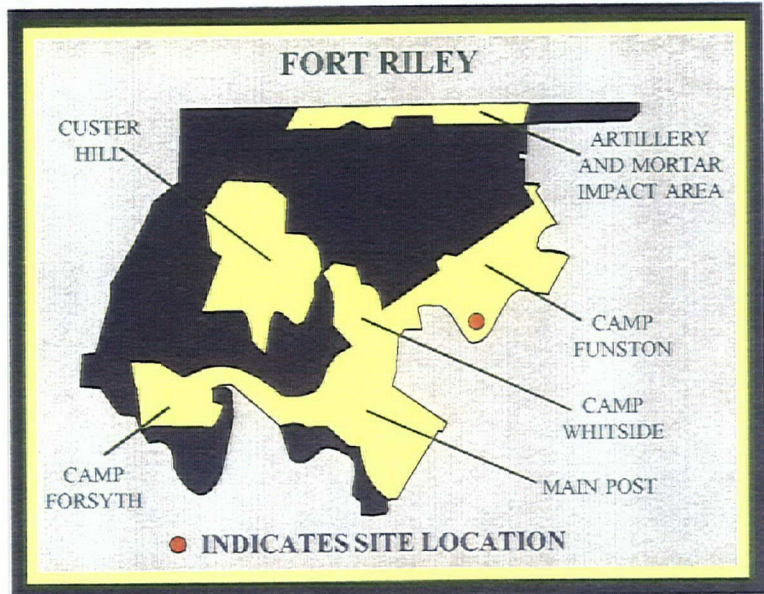 FORT RILEY
CUSTER
HILL
ARTILLERY
AND MORTAR
IMPACT AREA
CAMP
FUNSTON
CAMP
WHITSIDE
MAIN POST
CAMP
FORSYTH
INDICATES SITE LOCATION